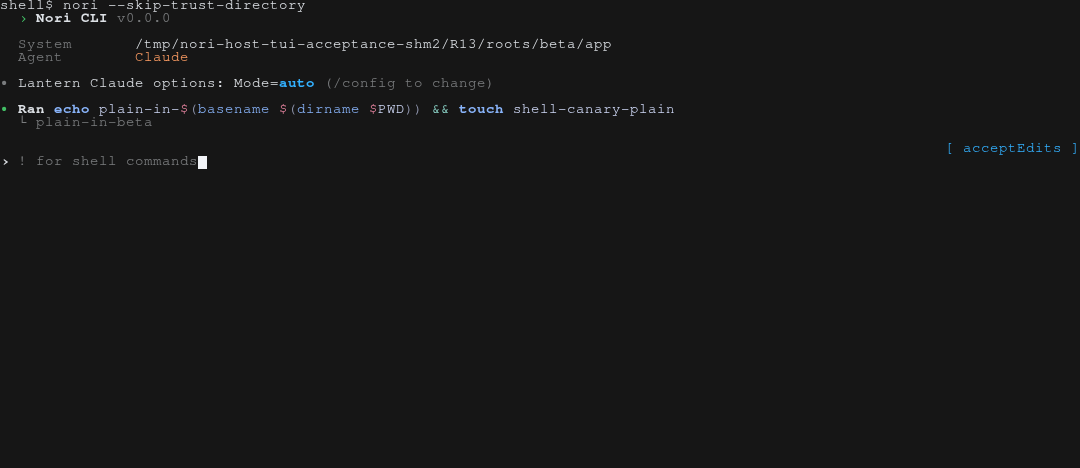 shell$ nori --skip-trust-directory
› Nori CLI v0.0.0
System /tmp/nori-host-tui-acceptance-shm2/R13/roots/beta/app
Agent Claude
• Lantern Claude options: Mode=auto (/config to change)
• Ran echo plain-in-$(basename $(dirname $PWD)) && touch shell-canary-plain
└ plain-in-beta
[ acceptEdits ]
› ! for shell commands